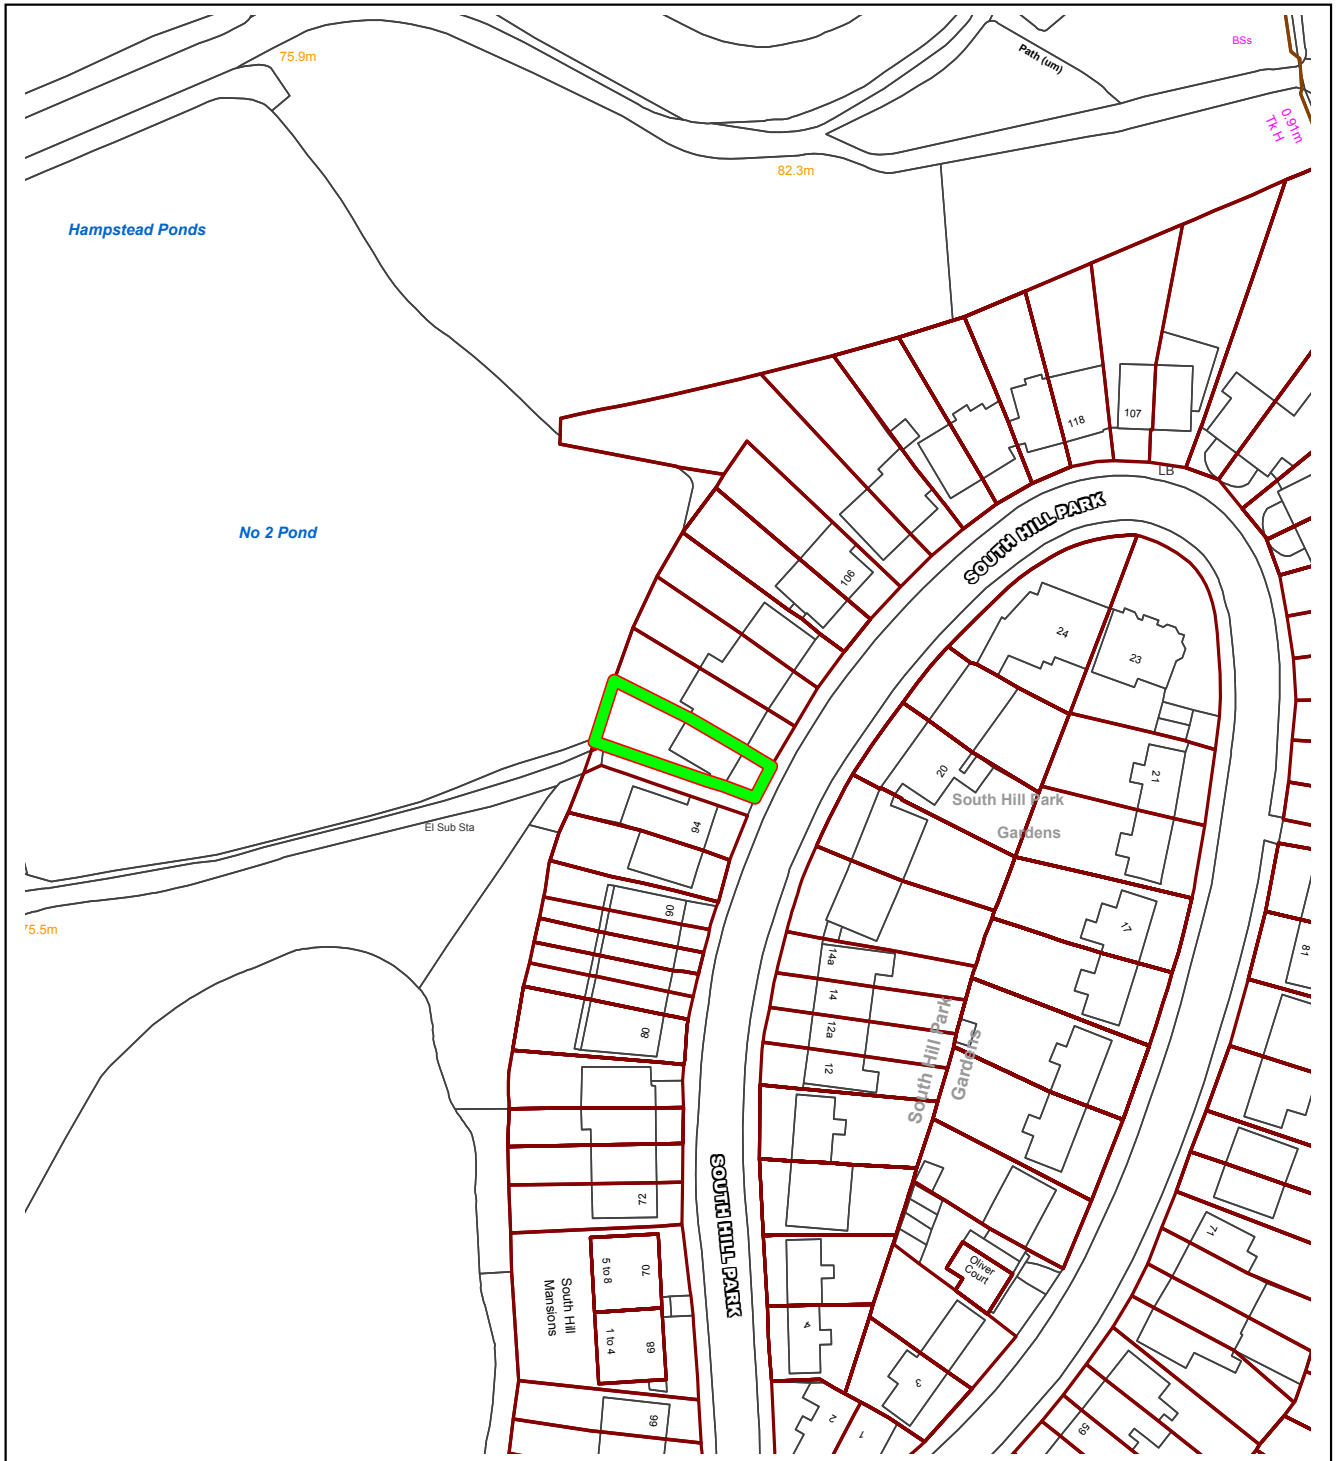 75.9m
Path (um)
BSs
0.91m
Tk H
82.3m
Hampstead Ponds
118
107
LB
SOUTH HILL PARK
No 2 Pond
106
24
23
20
21
South Hill Park
Gardens
El Sub Sta
94
90
17
75.5m
14a
14
12a
12
81
80
South Hill Park
Gardens
SOUTH HILL PARK
72
71
Oliver
Court
5 to 8
70
South Hill
Mansions
1 to 4
68
4
3
2
1
66
59